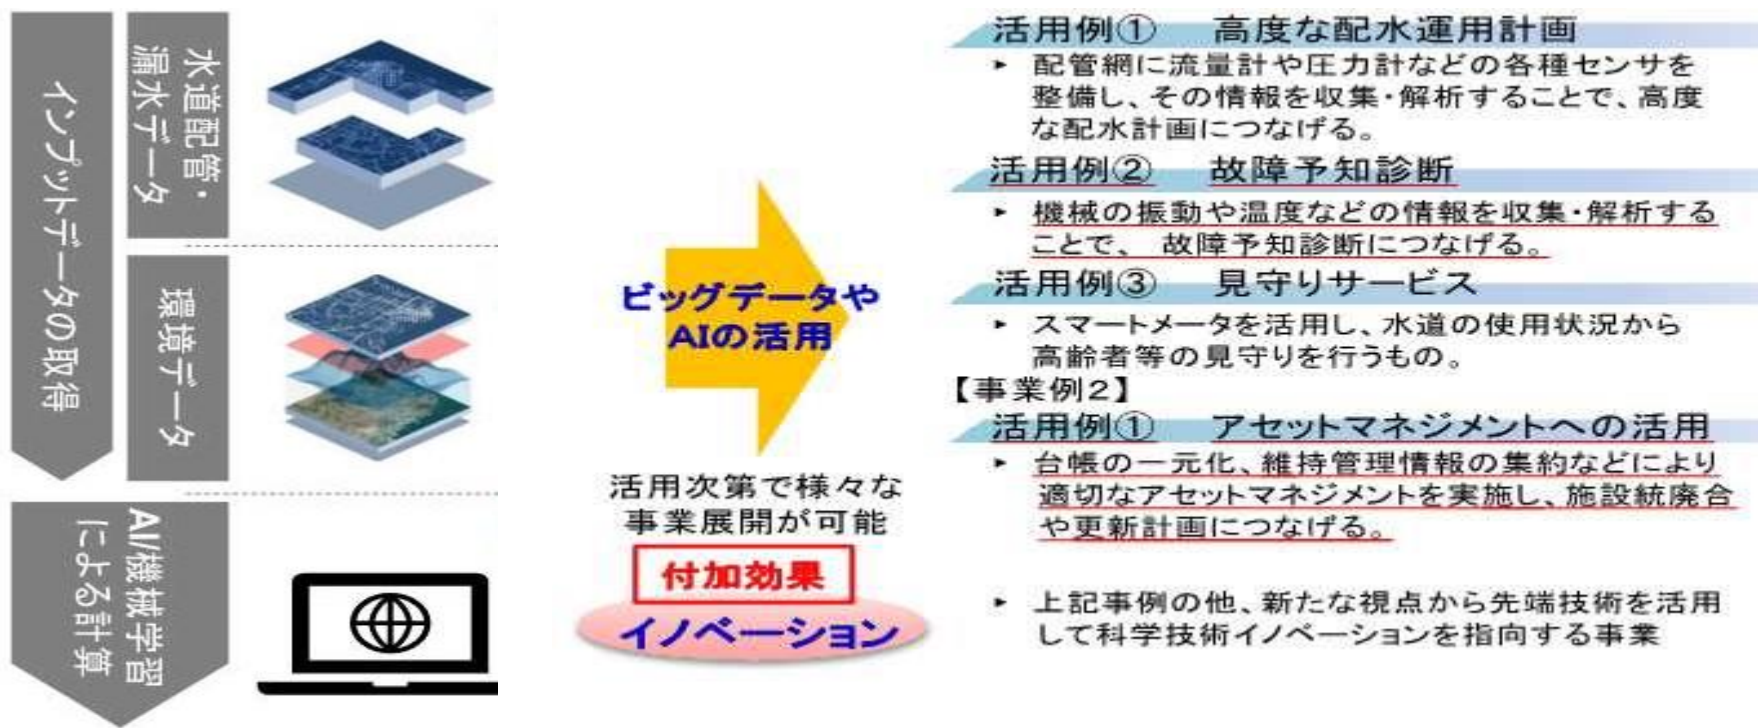 インプットデータの取得
水道配管・
漏水データ
環境データ
AI/機械学習
による計算
ビッグデータや
AIの活用
活用次第で様々な
事業展開が可能
付加効果
イノベーション
活用例① 高度な配水運用計画
▸ 配管網に流量計や圧力計などの各種センサを
整備し、その情報を収集・解析することで、高度
な配水計画につなげる。
活用例② 故障予知診断
▸ 機械の振動や温度などの情報を収集・解析する
ことで、 故障予知診断につなげる。
活用例③ 見守りサービス
▸ スマートメータを活用し、水道の使用状況から
高齢者等の見守りを行うもの。
【事業例2】
活用例① アセットマネジメントへの活用
▸ 台帳の一元化、維持管理情報の集約などにより
適切なアセットマネジメントを実施し、施設統廃合
や更新計画につなげる。
▸ 上記事例の他、新たな視点から先端技術を活用
して科学技術イノベーションを指向する事業